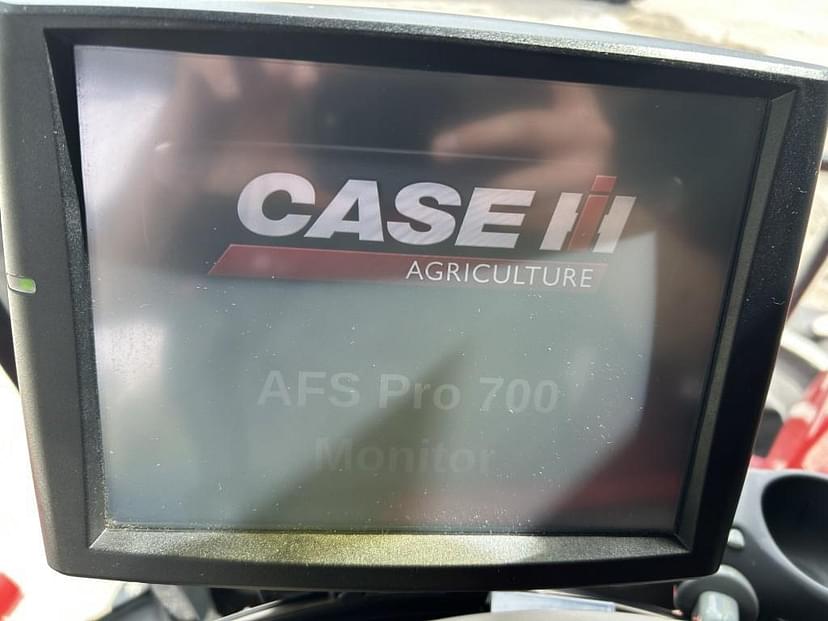 CASE IH
AGRICULTURE
AFS Pro 700
Monitor